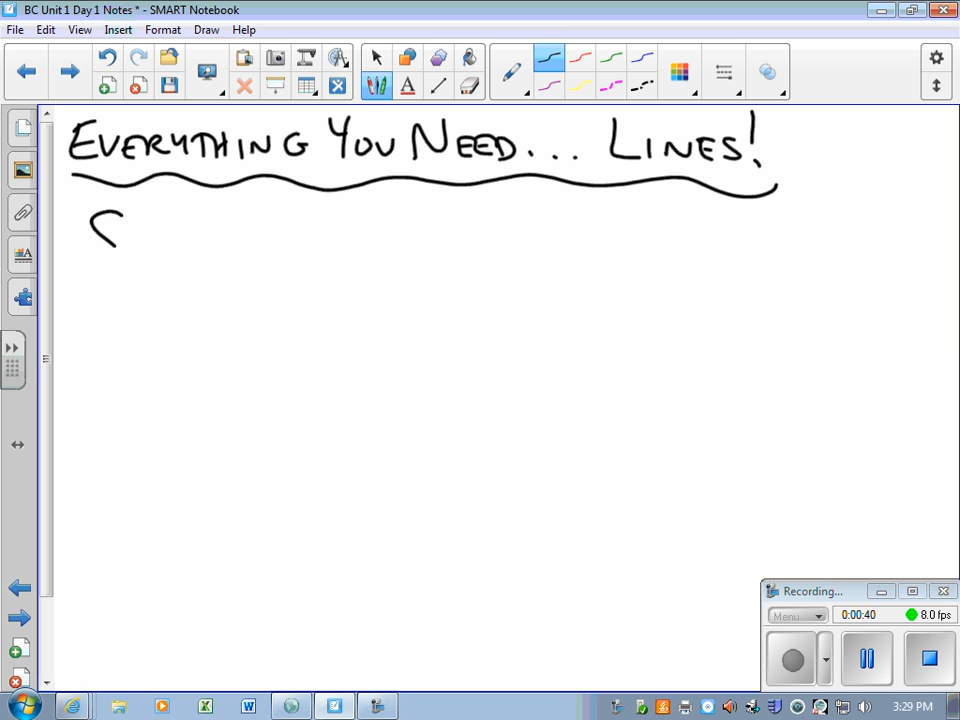 BC Unit 1 Day 1 Notes * - SMART Notebook
File Edit View Insert Format Draw Help
EVERYTHING YOU NEED... LINES!
Recording...
Menu 0:00:40 8.0 fps
3:29 PM